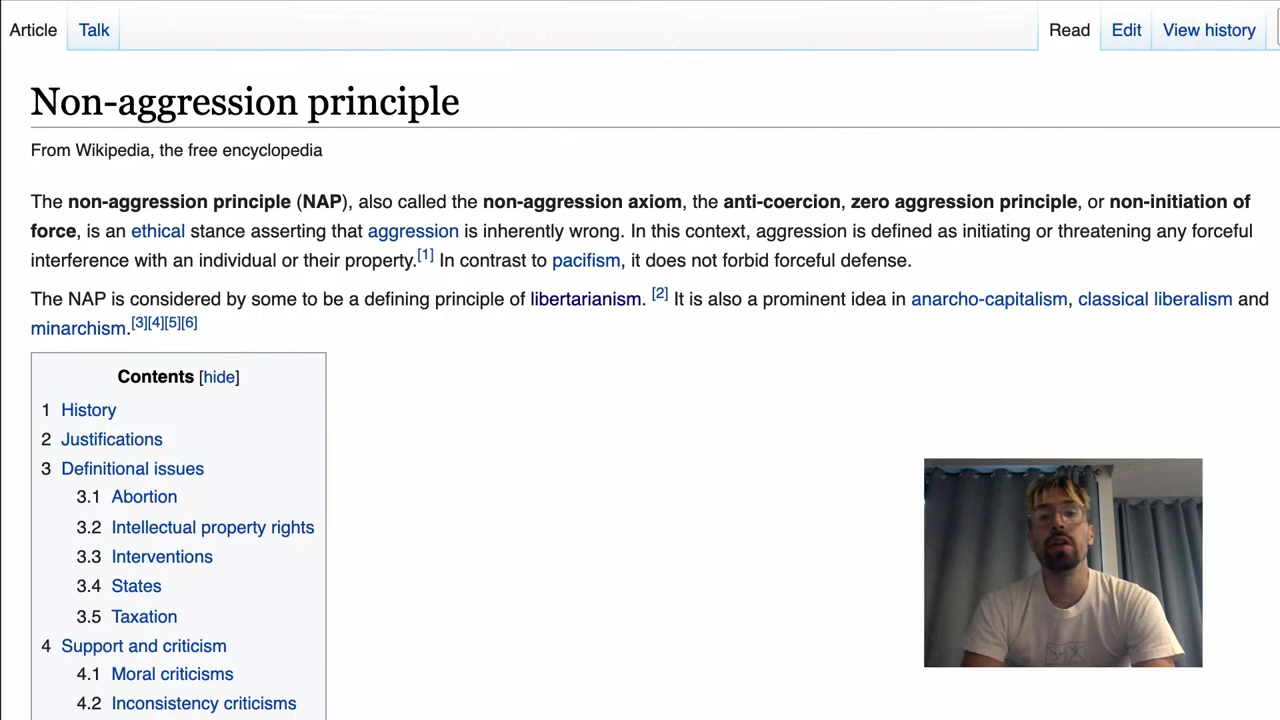 Article Talk Read Edit View history
Non-aggression principle
From Wikipedia, the free encyclopedia
The non-aggression principle (NAP), also called the non-aggression axiom, the anti-coercion, zero aggression principle, or non-initiation of
force, is an ethical stance asserting that aggression is inherently wrong. In this context, aggression is defined as initiating or threatening any forceful
interference with an individual or their property.[1] In contrast to pacifism, it does not forbid forceful defense.
The NAP is considered by some to be a defining principle of libertarianism. [2] It is also a prominent idea in anarcho-capitalism, classical liberalism and
minarchism.[3][4][5][6]
Contents [hide]
1 History
2 Justifications
3 Definitional issues
3.1 Abortion
3.2 Intellectual property rights
3.3 Interventions
3.4 States
3.5 Taxation
4 Support and criticism
4.1 Moral criticisms
4.2 Inconsistency criticisms